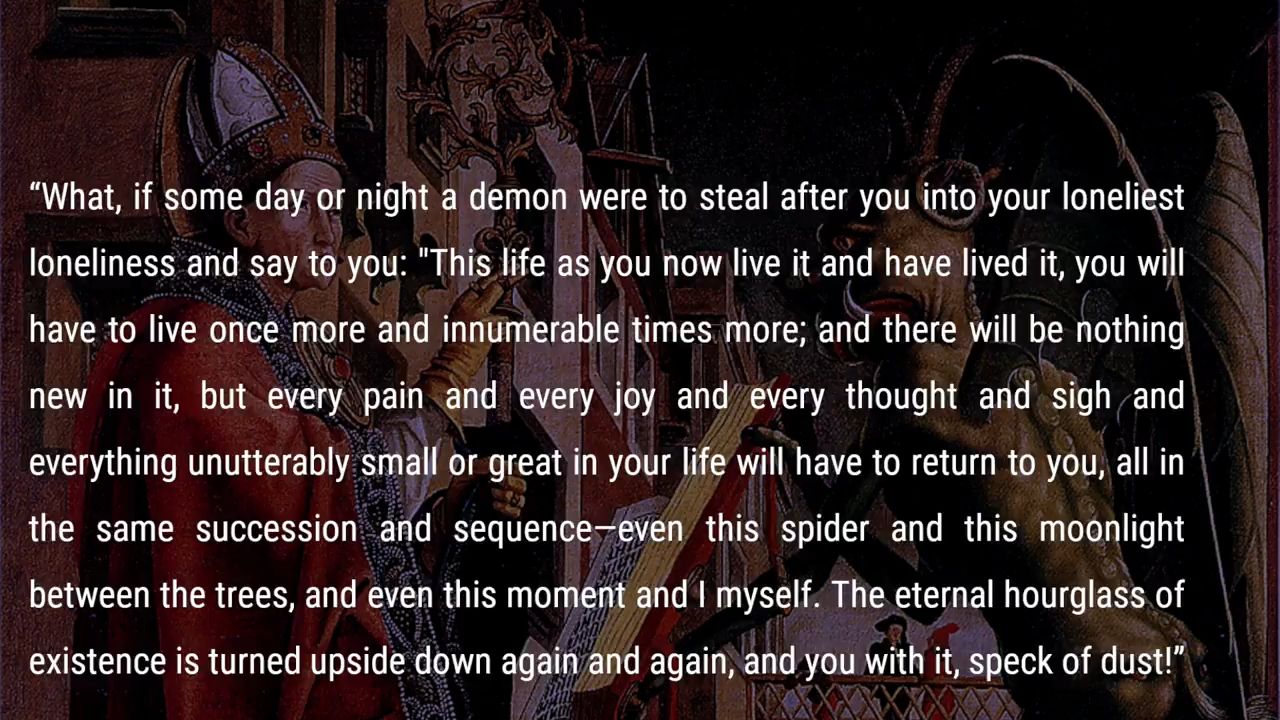 “What, if some day or night a demon were to steal after you into your loneliest
loneliness and say to you: "This life as you now live it and have lived it, you will
have to live once more and innumerable times more; and there will be nothing
new in it, but every pain and every joy and every thought and sigh and
everything unutterably small or great in your life will have to return to you, all in
the same succession and sequence—even this spider and this moonlight
between the trees, and even this moment and I myself. The eternal hourglass of
existence is turned upside down again and again, and you with it, speck of dust!”